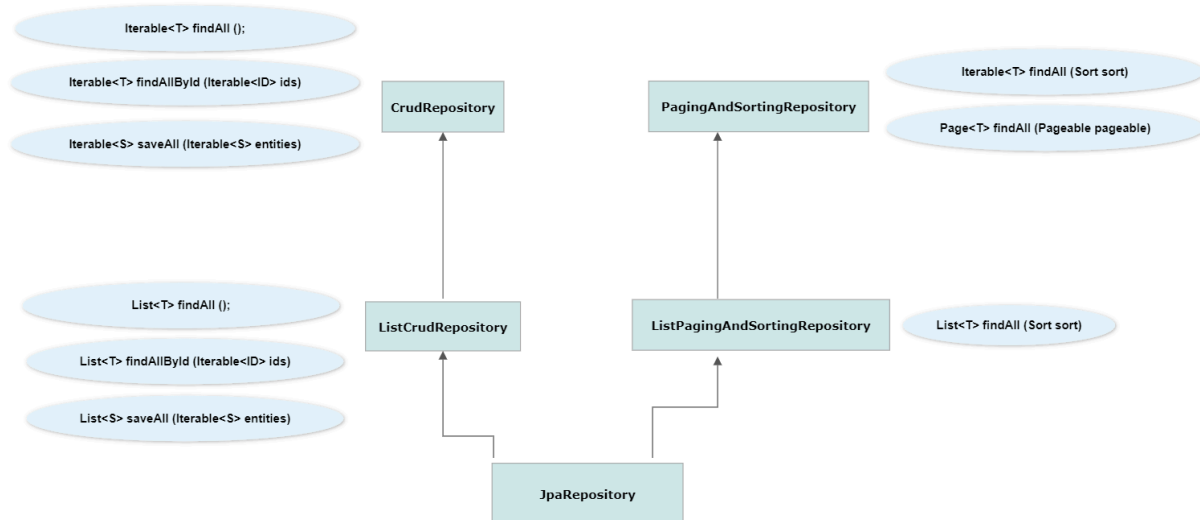 Iterable<T> findAll ();
Iterable<T> findAllById (Iterable<ID> ids)
Iterable<S> saveAll (Iterable<S> entities)
CrudRepository
PagingAndSortingRepository
Iterable<T> findAll (Sort sort)
Page<T> findAll (Pageable pageable)
List<T> findAll ();
List<T> findAllById (Iterable<ID> ids)
List<S> saveAll (Iterable<S> entities)
ListCrudRepository
ListPagingAndSortingRepository
List<T> findAll (Sort sort)
JpaRepository